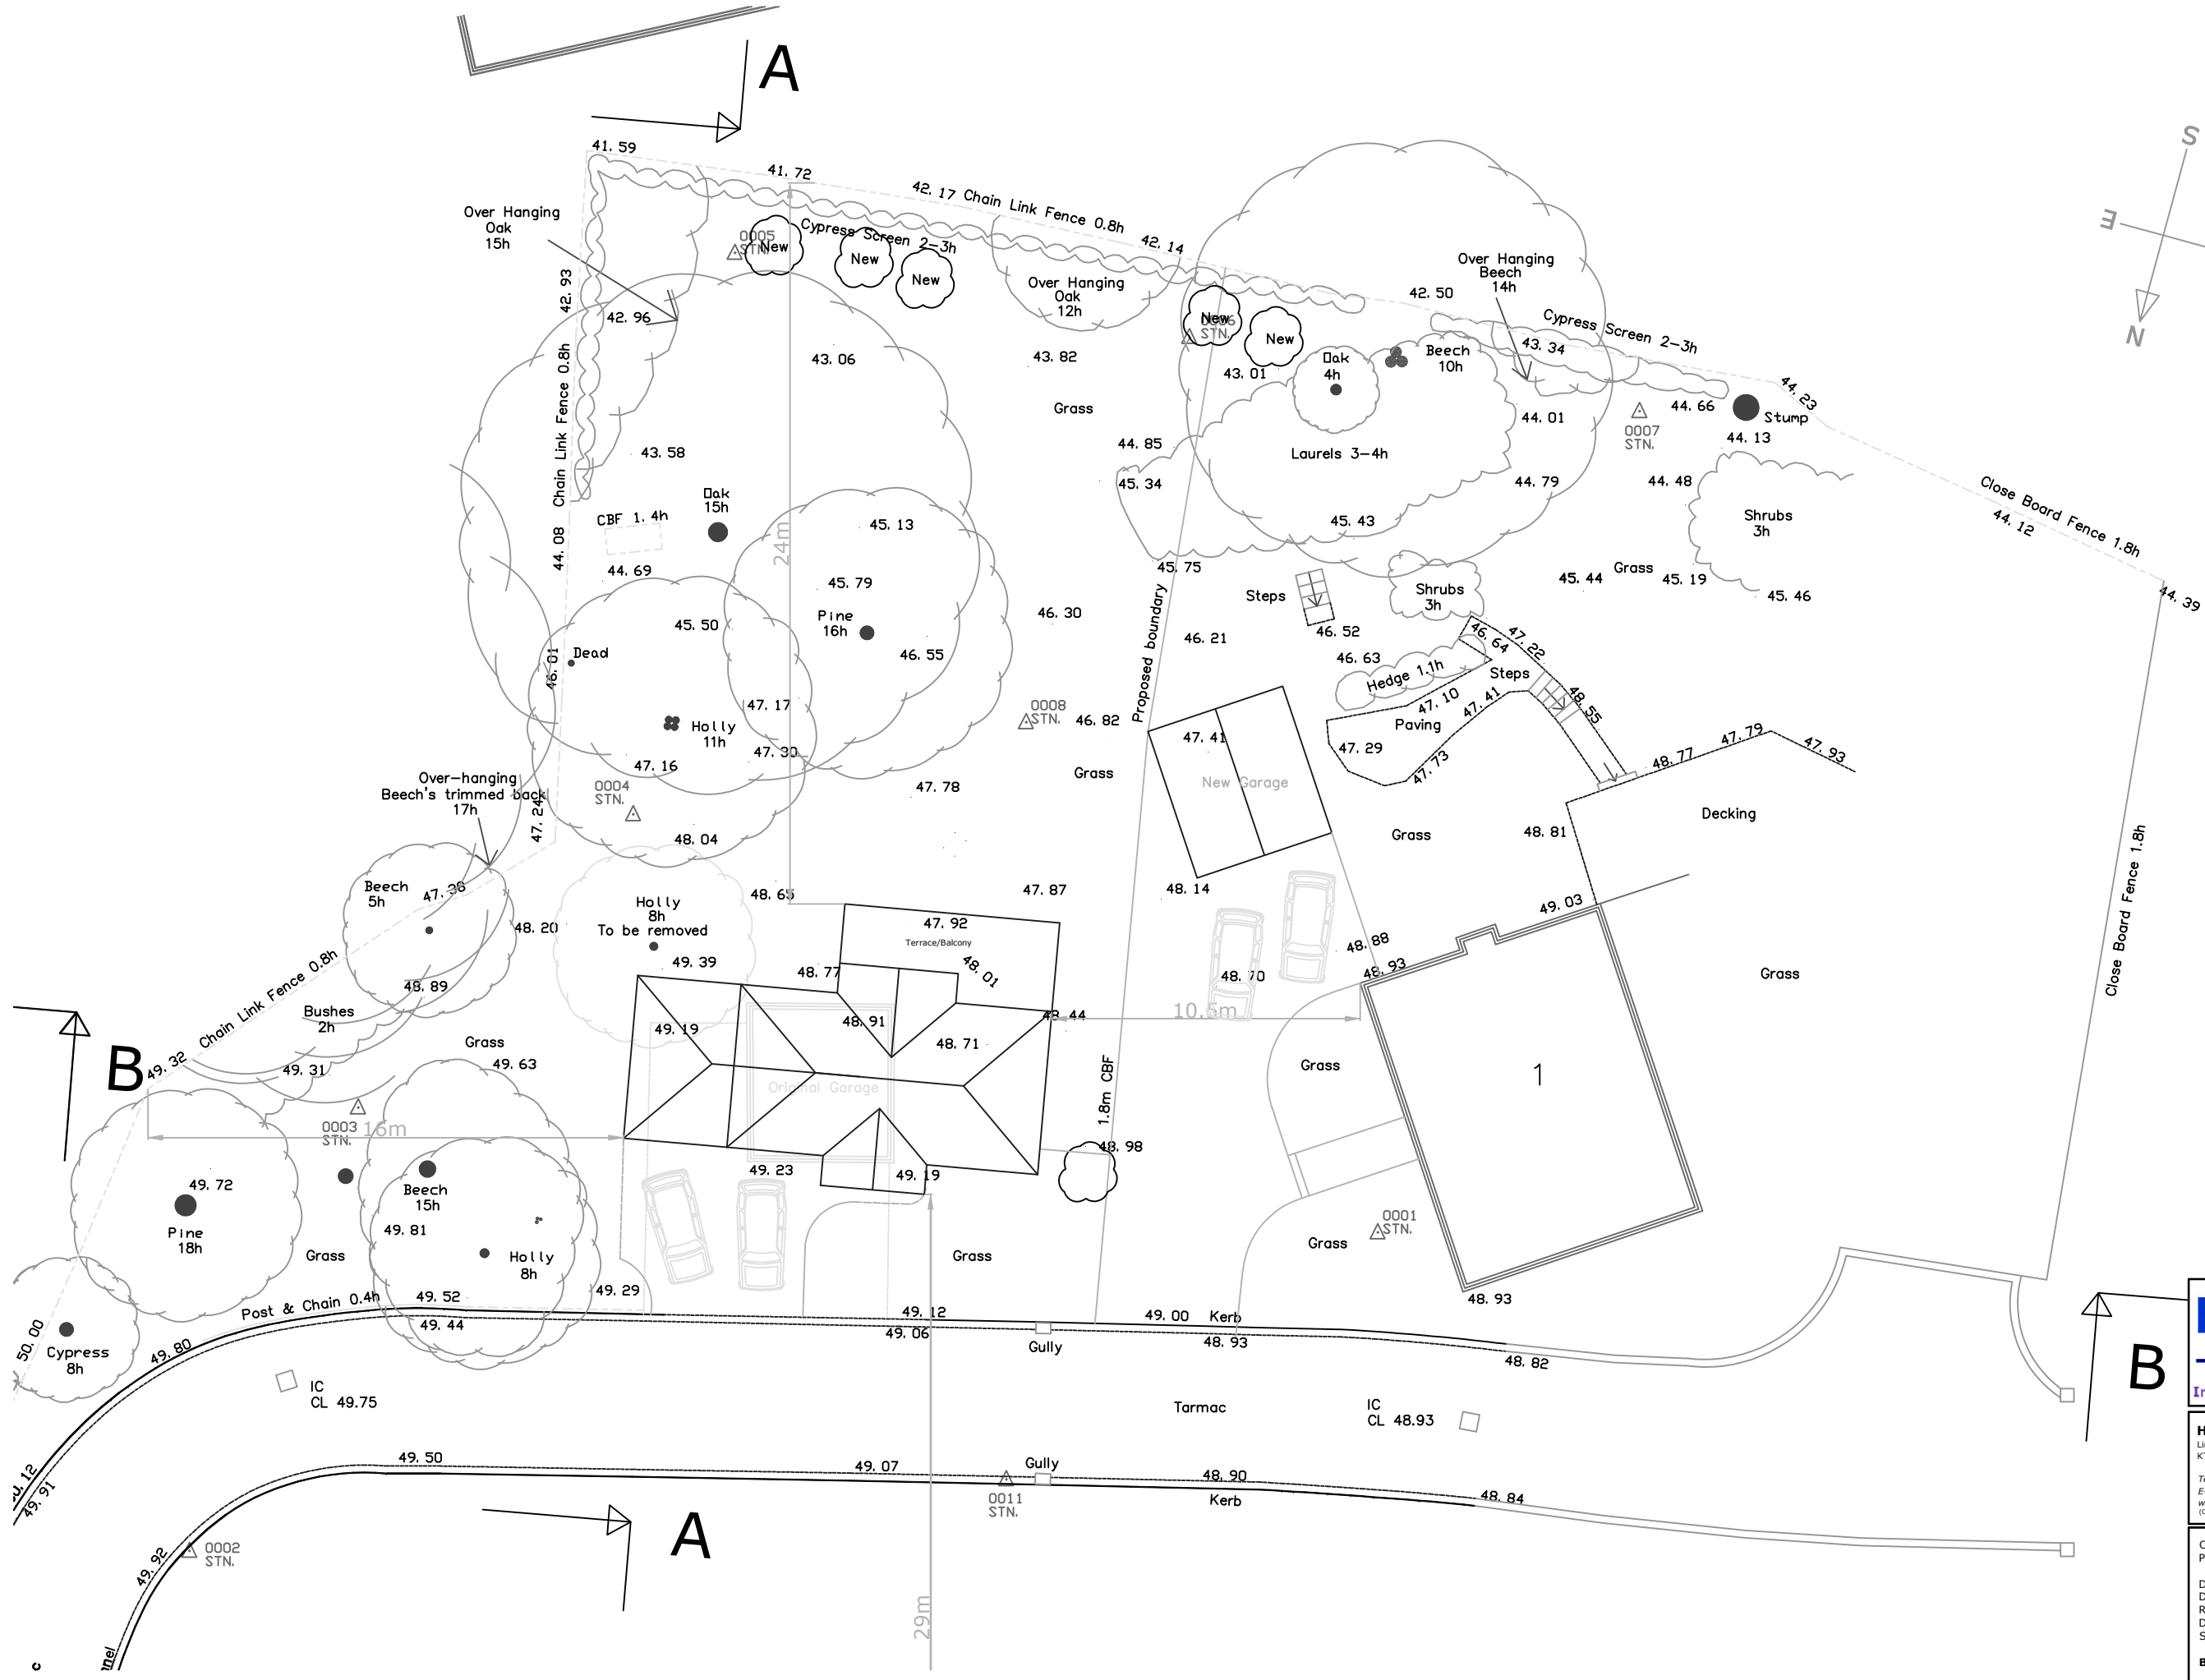 A
S
E
N
41.59
41.72
42.17 Chain Link Fence 0.8h
42.14
Over Hanging
Oak
15h
0005
STN.
New
Cypress Screen 2-3h
New
New
Over Hanging
Oak
12h
Over Hanging
Beech
14h
42.50
Cypress Screen 2-3h
43.34
42.93
Chain Link Fence 0.8h
44.08
42.96
43.06
43.82
New
STN.
New
43.01
Oak
4h
Beech
10h
44.23
44.66
Stump
44.13
0007
STN.
44.01
Grass
44.85
45.34
Laurels 3-4h
44.79
44.48
43.58
Oak
15h
CBF 1.4h
44.69
24m
45.13
45.43
Shrubs
3h
Close Board Fence 1.8h
44.12
44.39
45.79
Pine
16h
45.50
46.55
46.30
45.75
Steps
46.52
46.21
Shrubs
3h
45.44
Grass
45.19
45.46
Dead
46.01
Proposed boundary
46.63
Hedge 1.1h
46.64
47.22
Steps
48.55
47.10
47.41
Paving
47.29
47.73
47.17
Holly
11h
47.30
47.16
0008
STN.
46.82
47.41
New Garage
Grass
47.78
48.77
47.79
47.93
Decking
48.81
Grass
Over-hanging
Beech's trimmed back
17h
47.24
0004
STN.
48.04
Beech
5h
47.38
48.20
Holly
8h
To be removed
48.65
47.87
48.14
47.92
Terrace/Balcony
48.01
49.03
48.88
48.93
Grass
Close Board Fence 1.8h
49.39
48.77
48.70
48.89
Bushes
2h
Chain Link Fence 0.8h
49.32
B
49.31
Grass
49.63
49.19
48.91
48.71
48.44
10.5m
Original Garage
1.8m CBF
Grass
1
0003
STN.
16m
49.72
Pine
18h
Beech
15h
49.81
Holly
8h
Grass
49.23
49.19
48.98
Grass
0001
STN.
Grass
49.29
48.93
Post & Chain 0.4h
49.52
49.44
49.12
49.06
49.00
Kerb
48.93
48.82
Gully
50.00
Cypress
8h
49.80
IC
CL 49.75
Tarmac
IC
CL 48.93
B
49.91
49.50
49.07
Gully
48.90
Kerb
48.84
0011
STN.
A
0002
STN.
49.92
29m